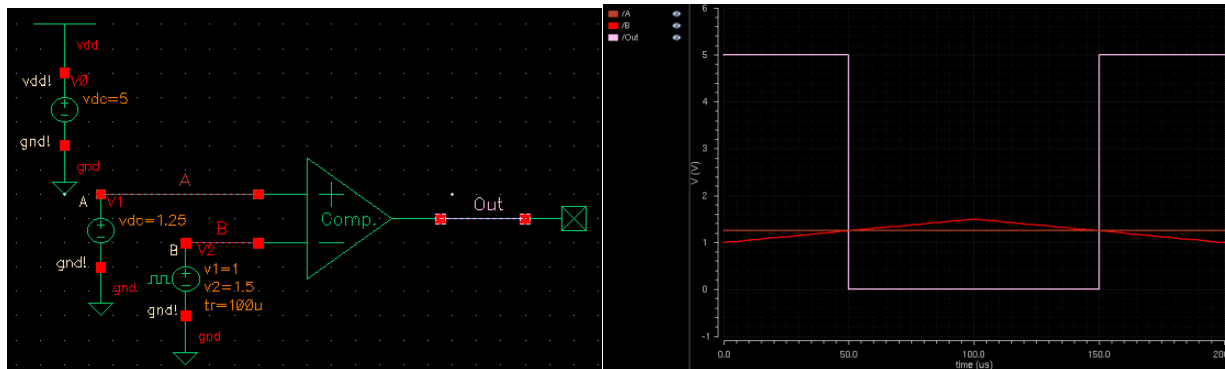 vdd
vdd!
V0
vdc=5
gnd!
gnd
A
A
V1
vdc=1.25
gnd!
gnd
B
B
V2
v1=1
v2=1.5
tr=100u
gnd!
gnd
+
Comp.
−
Out
/A
/B
/Out
V (V)
6
5
4
3
2
1
0
-1
0.0
50.0
100.0
150.0
200
time (us)